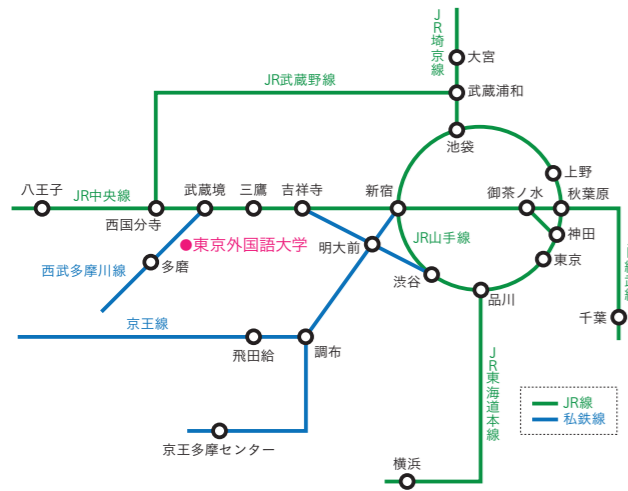 JR埼京線
大宮
JR武蔵野線
武蔵浦和
池袋
上野
八王子
JR中央線
武蔵境
三鷹
吉祥寺
新宿
御茶ノ水
秋葉原
西国分寺
東京外国語大学
明大前
JR山手線
神田
東京
西武多摩川線
多磨
渋谷
品川
千葉
京王線
飛田給
調布
JR東海道本線
JR線
私鉄線
京王多摩センター
横浜